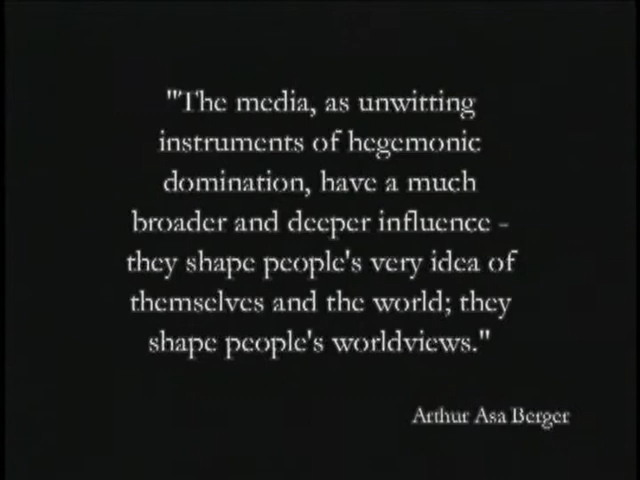 "The media, as unwitting
instruments of hegemonic
domination, have a much
broader and deeper influence -
they shape people's very idea of
themselves and the world; they
shape people's worldviews."
Arthur Asa Berger